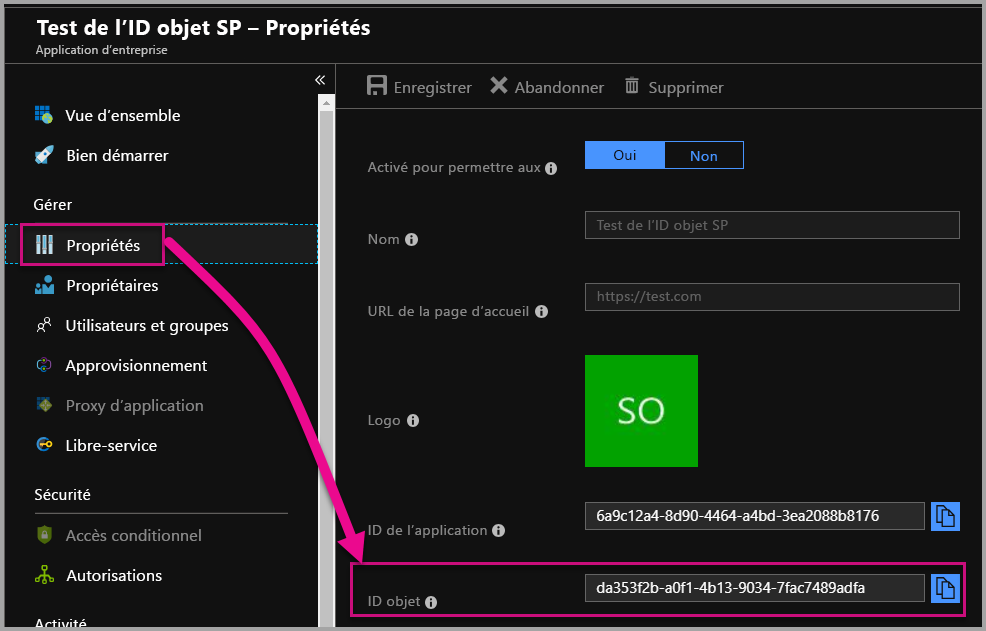 Test de l’ID objet SP – Propriétés
Application d’entreprise
«
Vue d’ensemble
Bien démarrer
Gérer
Propriétés
Propriétaires
Utilisateurs et groupes
Approvisionnement
Proxy d’application
Libre-service
Sécurité
Accès conditionnel
Autorisations
Activité
Enregistrer Abandonner Supprimer
Activé pour permettre aux Oui Non
Nom Test de l’ID objet SP
URL de la page d’accueil https://test.com
Logo SO
ID de l’application 6a9c12a4-8d90-4464-a4bd-3ea2088b8176
ID objet da353f2b-a0f1-4b13-9034-7fac7489adfa